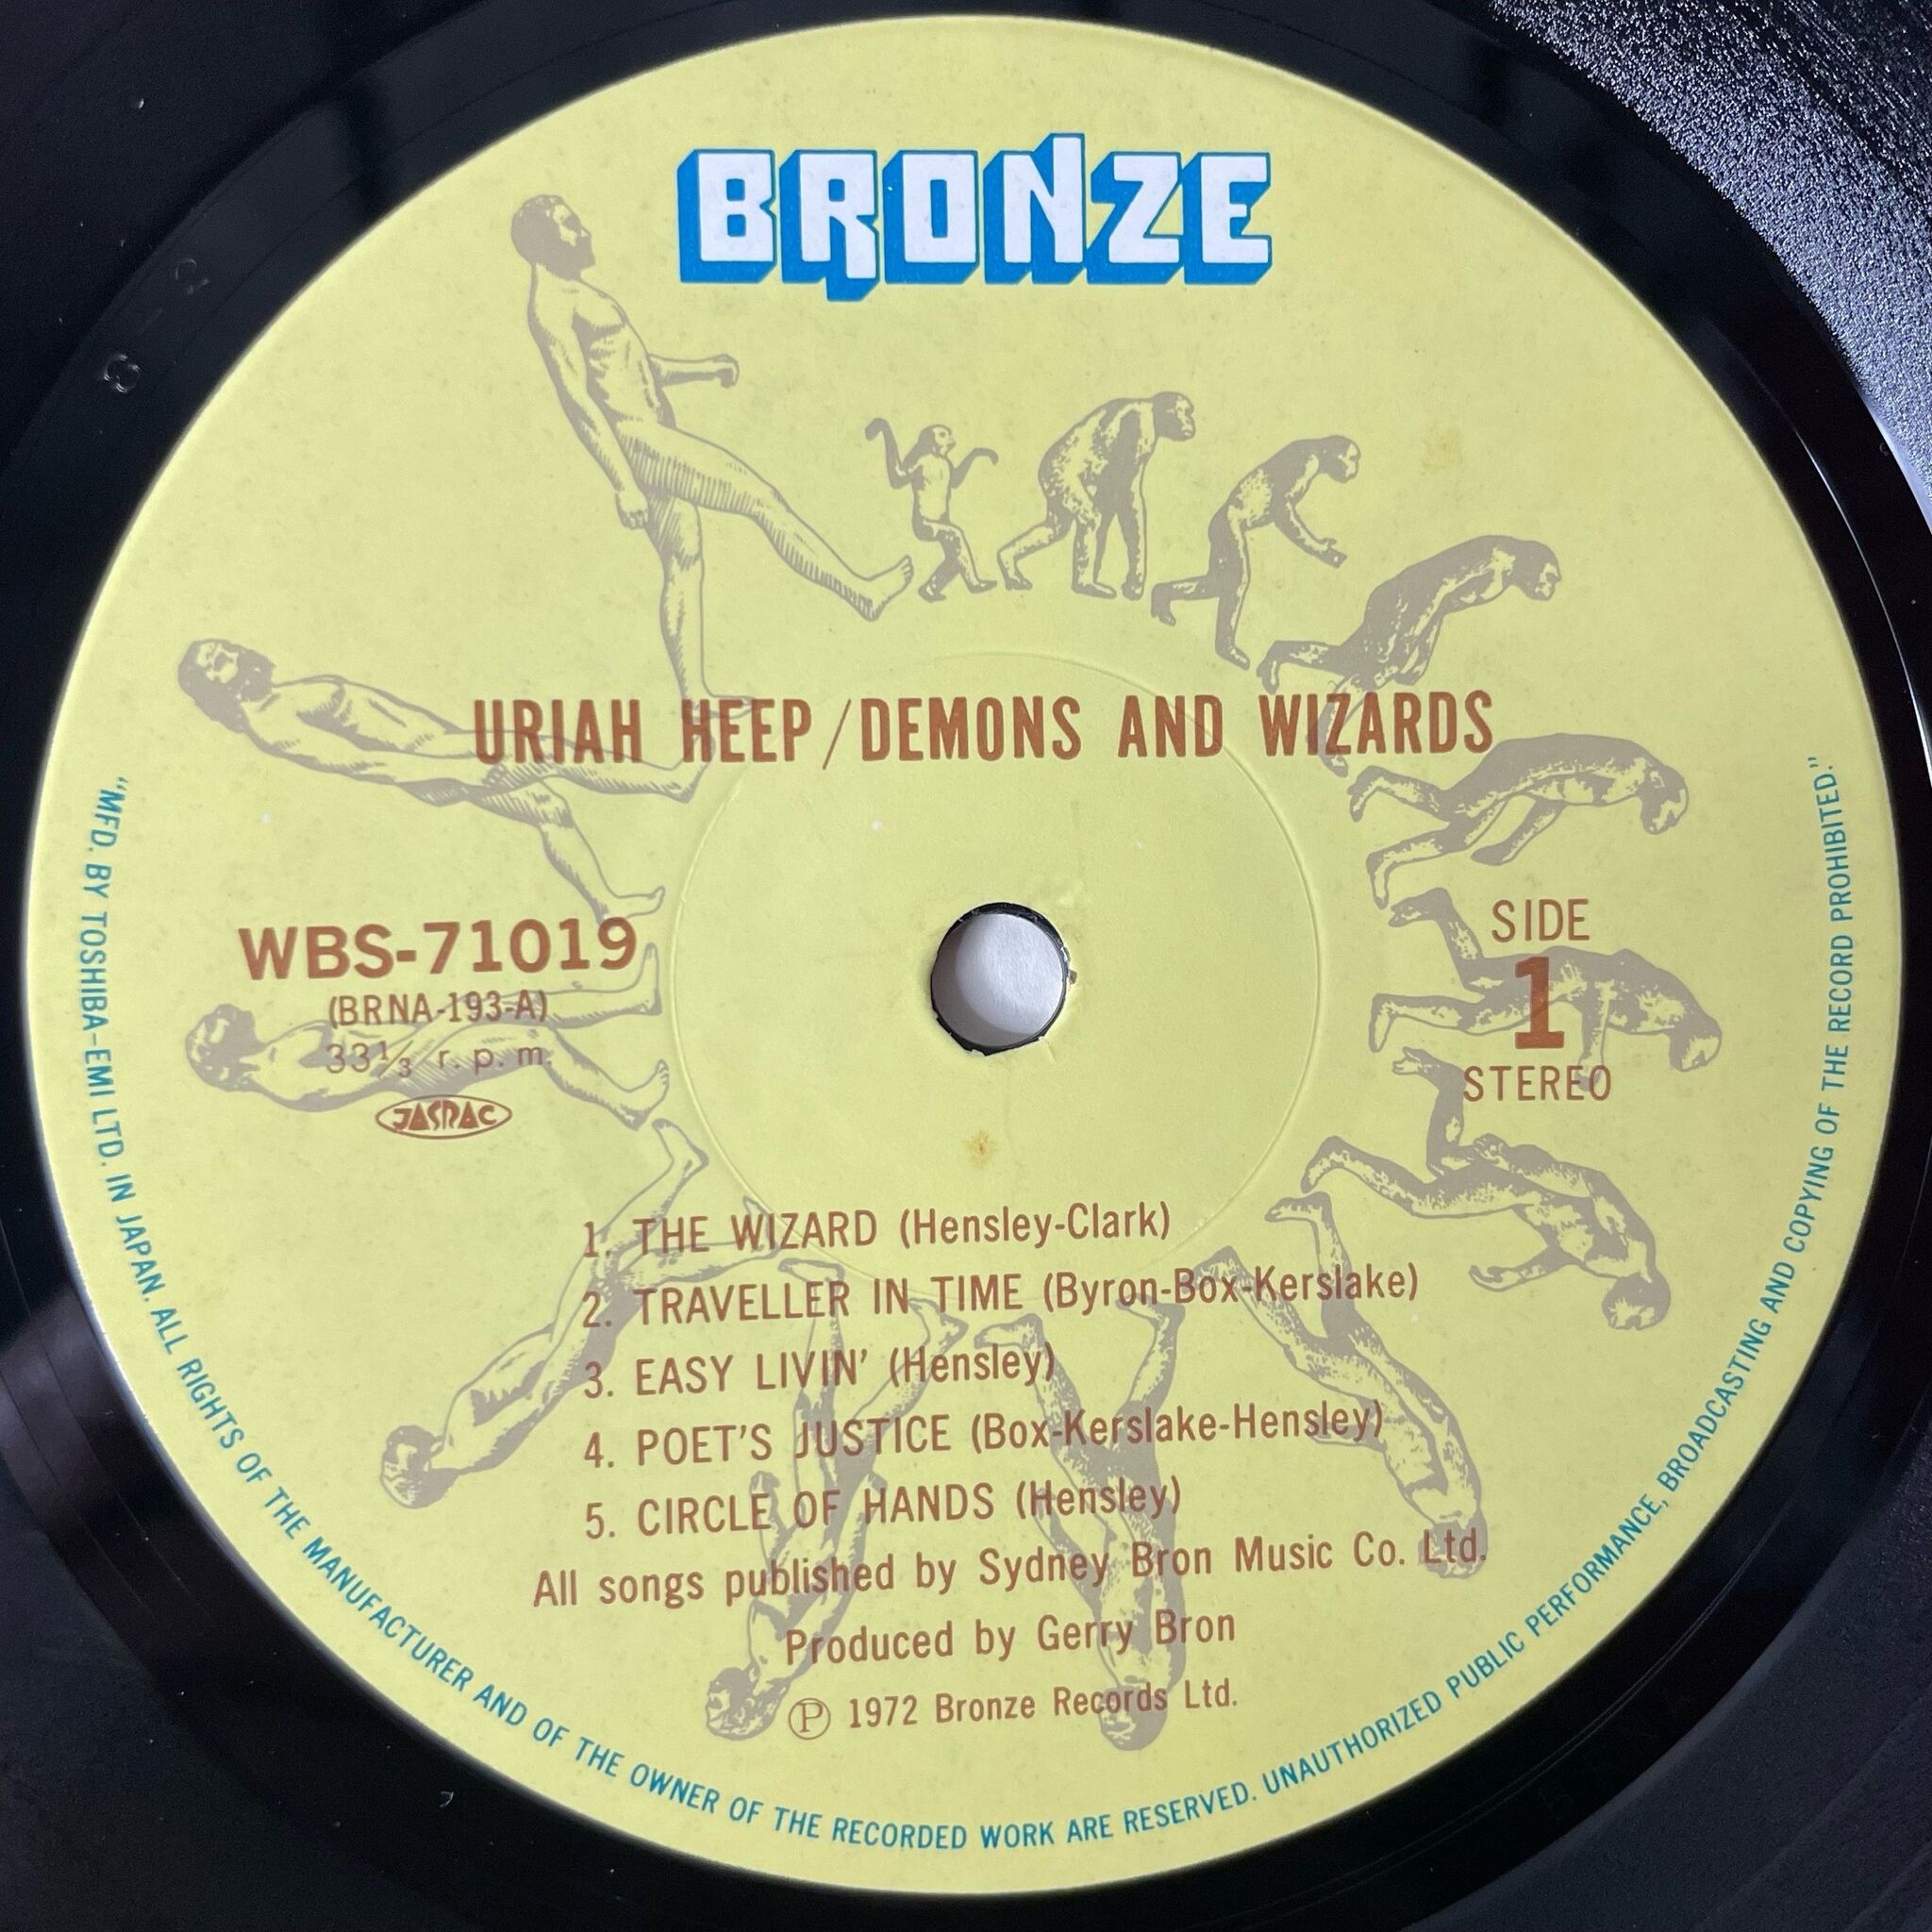 BRONZE
URIAH HEEP/DEMONS AND WIZARDS
WBS-71019
(BRNA-193-A)
33⅓ r. p. m.
JASRAC
SIDE
1
STEREO
1. THE WIZARD (Hensley-Clark)
2. TRAVELLER IN TIME (Byron-Box-Kerslake)
3. EASY LIVIN' (Hensley)
4. POET'S JUSTICE (Box-Kerslake-Hensley)
5. CIRCLE OF HANDS (Hensley)
All songs published by Sydney Bron Music Co. Ltd.
Produced by Gerry Bron
Ⓟ 1972 Bronze Records Ltd.
"MFD. BY TOSHIBA-EMI LTD. IN JAPAN. ALL RIGHTS OF THE MANUFACTURER AND OF THE OWNER OF THE RECORDED WORK ARE RESERVED. UNAUTHORIZED PUBLIC PERFORMANCE, BROADCASTING AND COPYING OF THE RECORD PROHIBITED."